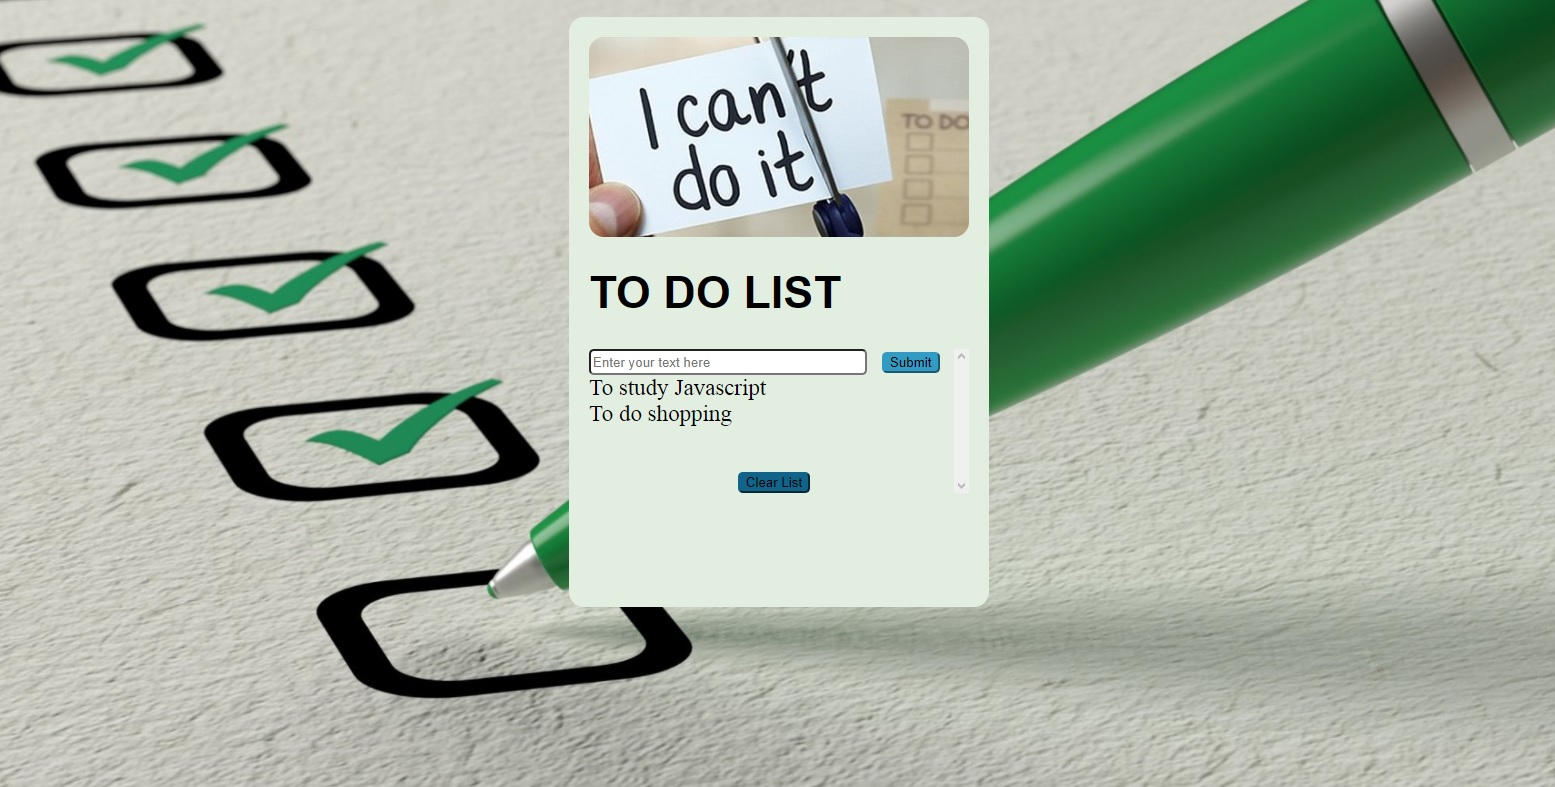 I can't
do it
TO DO
TO DO LIST
Enter your text here
Submit
To study Javascript
To do shopping
Clear List